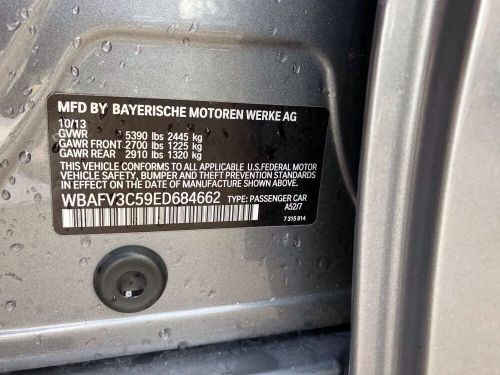 MFD BY BAYERISCHE MOTOREN WERKE AG
10/13
GVWR 5390 lbs 2445 kg
GAWR FRONT 2700 lbs 1225 kg
GAWR REAR 2910 lbs 1320 kg
THIS VEHICLE CONFORMS TO ALL APPLICABLE U.S.FEDERAL MOTOR
VEHICLE SAFETY, BUMPER AND THEFT PREVENTION STANDARDS
IN EFFECT ON THE DATE OF MANUFACTURE SHOWN ABOVE.
WBAFV3C59ED684662 TYPE: PASSENGER CAR
A52/7
7 315 814